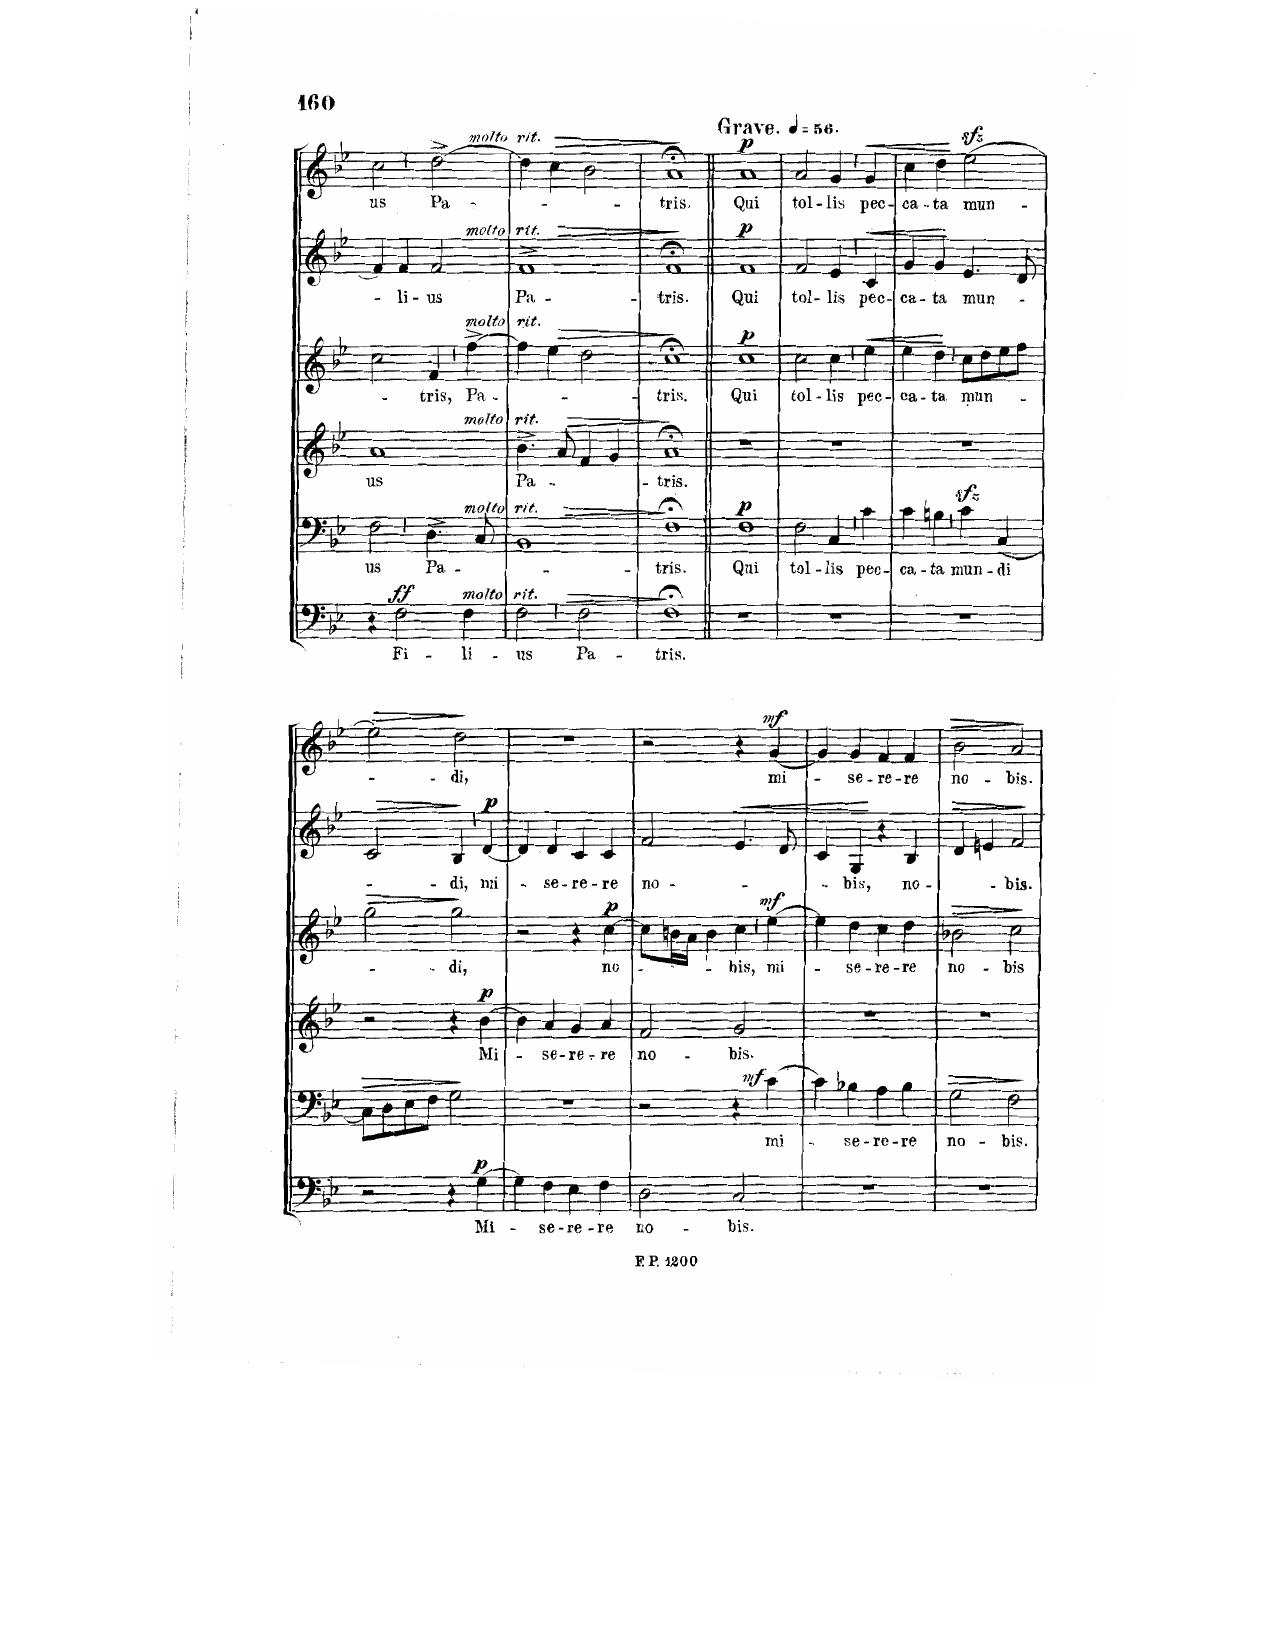 160
Grave. ♩= 56.
molto rit. p sfz
us Pa - - - tris. Qui tol - lis pec - ca - ta mun -
molto rit. p
- li - us Pa - - tris. Qui tol - lis pec - ca - ta mun -
molto rit. p
- tris, Pa - - - tris. Qui tol - lis pec - ca - ta mun -
molto rit.
us Pa - - tris.
molto rit. p sfz
us Pa - - - tris. Qui tol - lis pec - ca - ta mun - di
ff molto rit.
Fi - li - us Pa - tris.
mf
- - di, mi - se - re - re no - bis.
p
- - di, mi - se - re - re no - - - bis, no - - bis.
p mf
- - di, no - - - bis, mi - se - re - re no - bis
p
Mi - se - re - re no - bis.
mf
mi - se - re - re no - bis.
p
Mi - se - re - re no - bis.
F. P. 1200